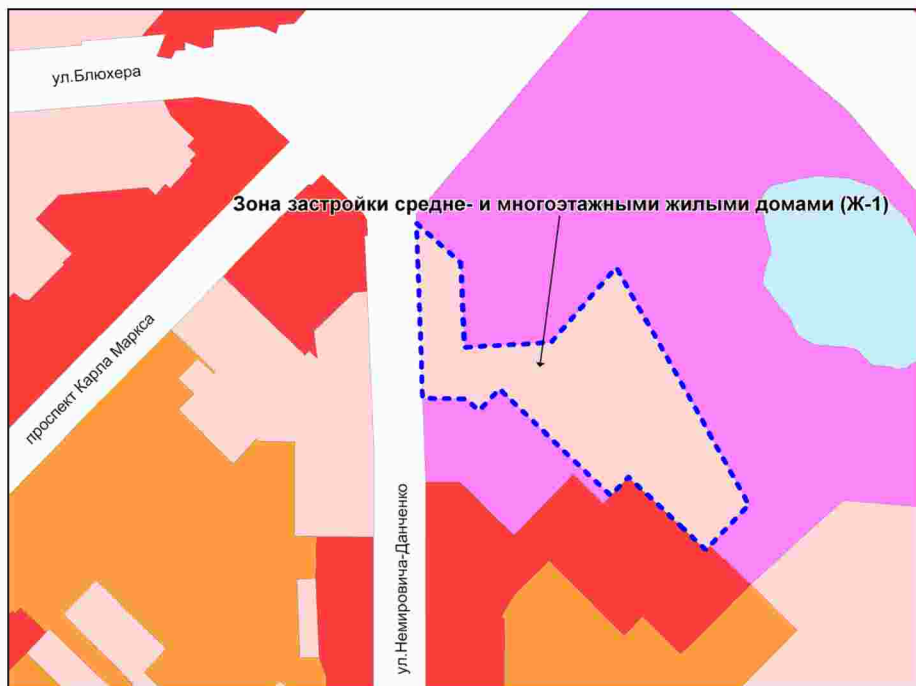 ул.Блюхера
Зона застройки средне- и многоэтажными жилыми домами (Ж-1)
проспект Карла Маркса
ул.Немировича-Данченко